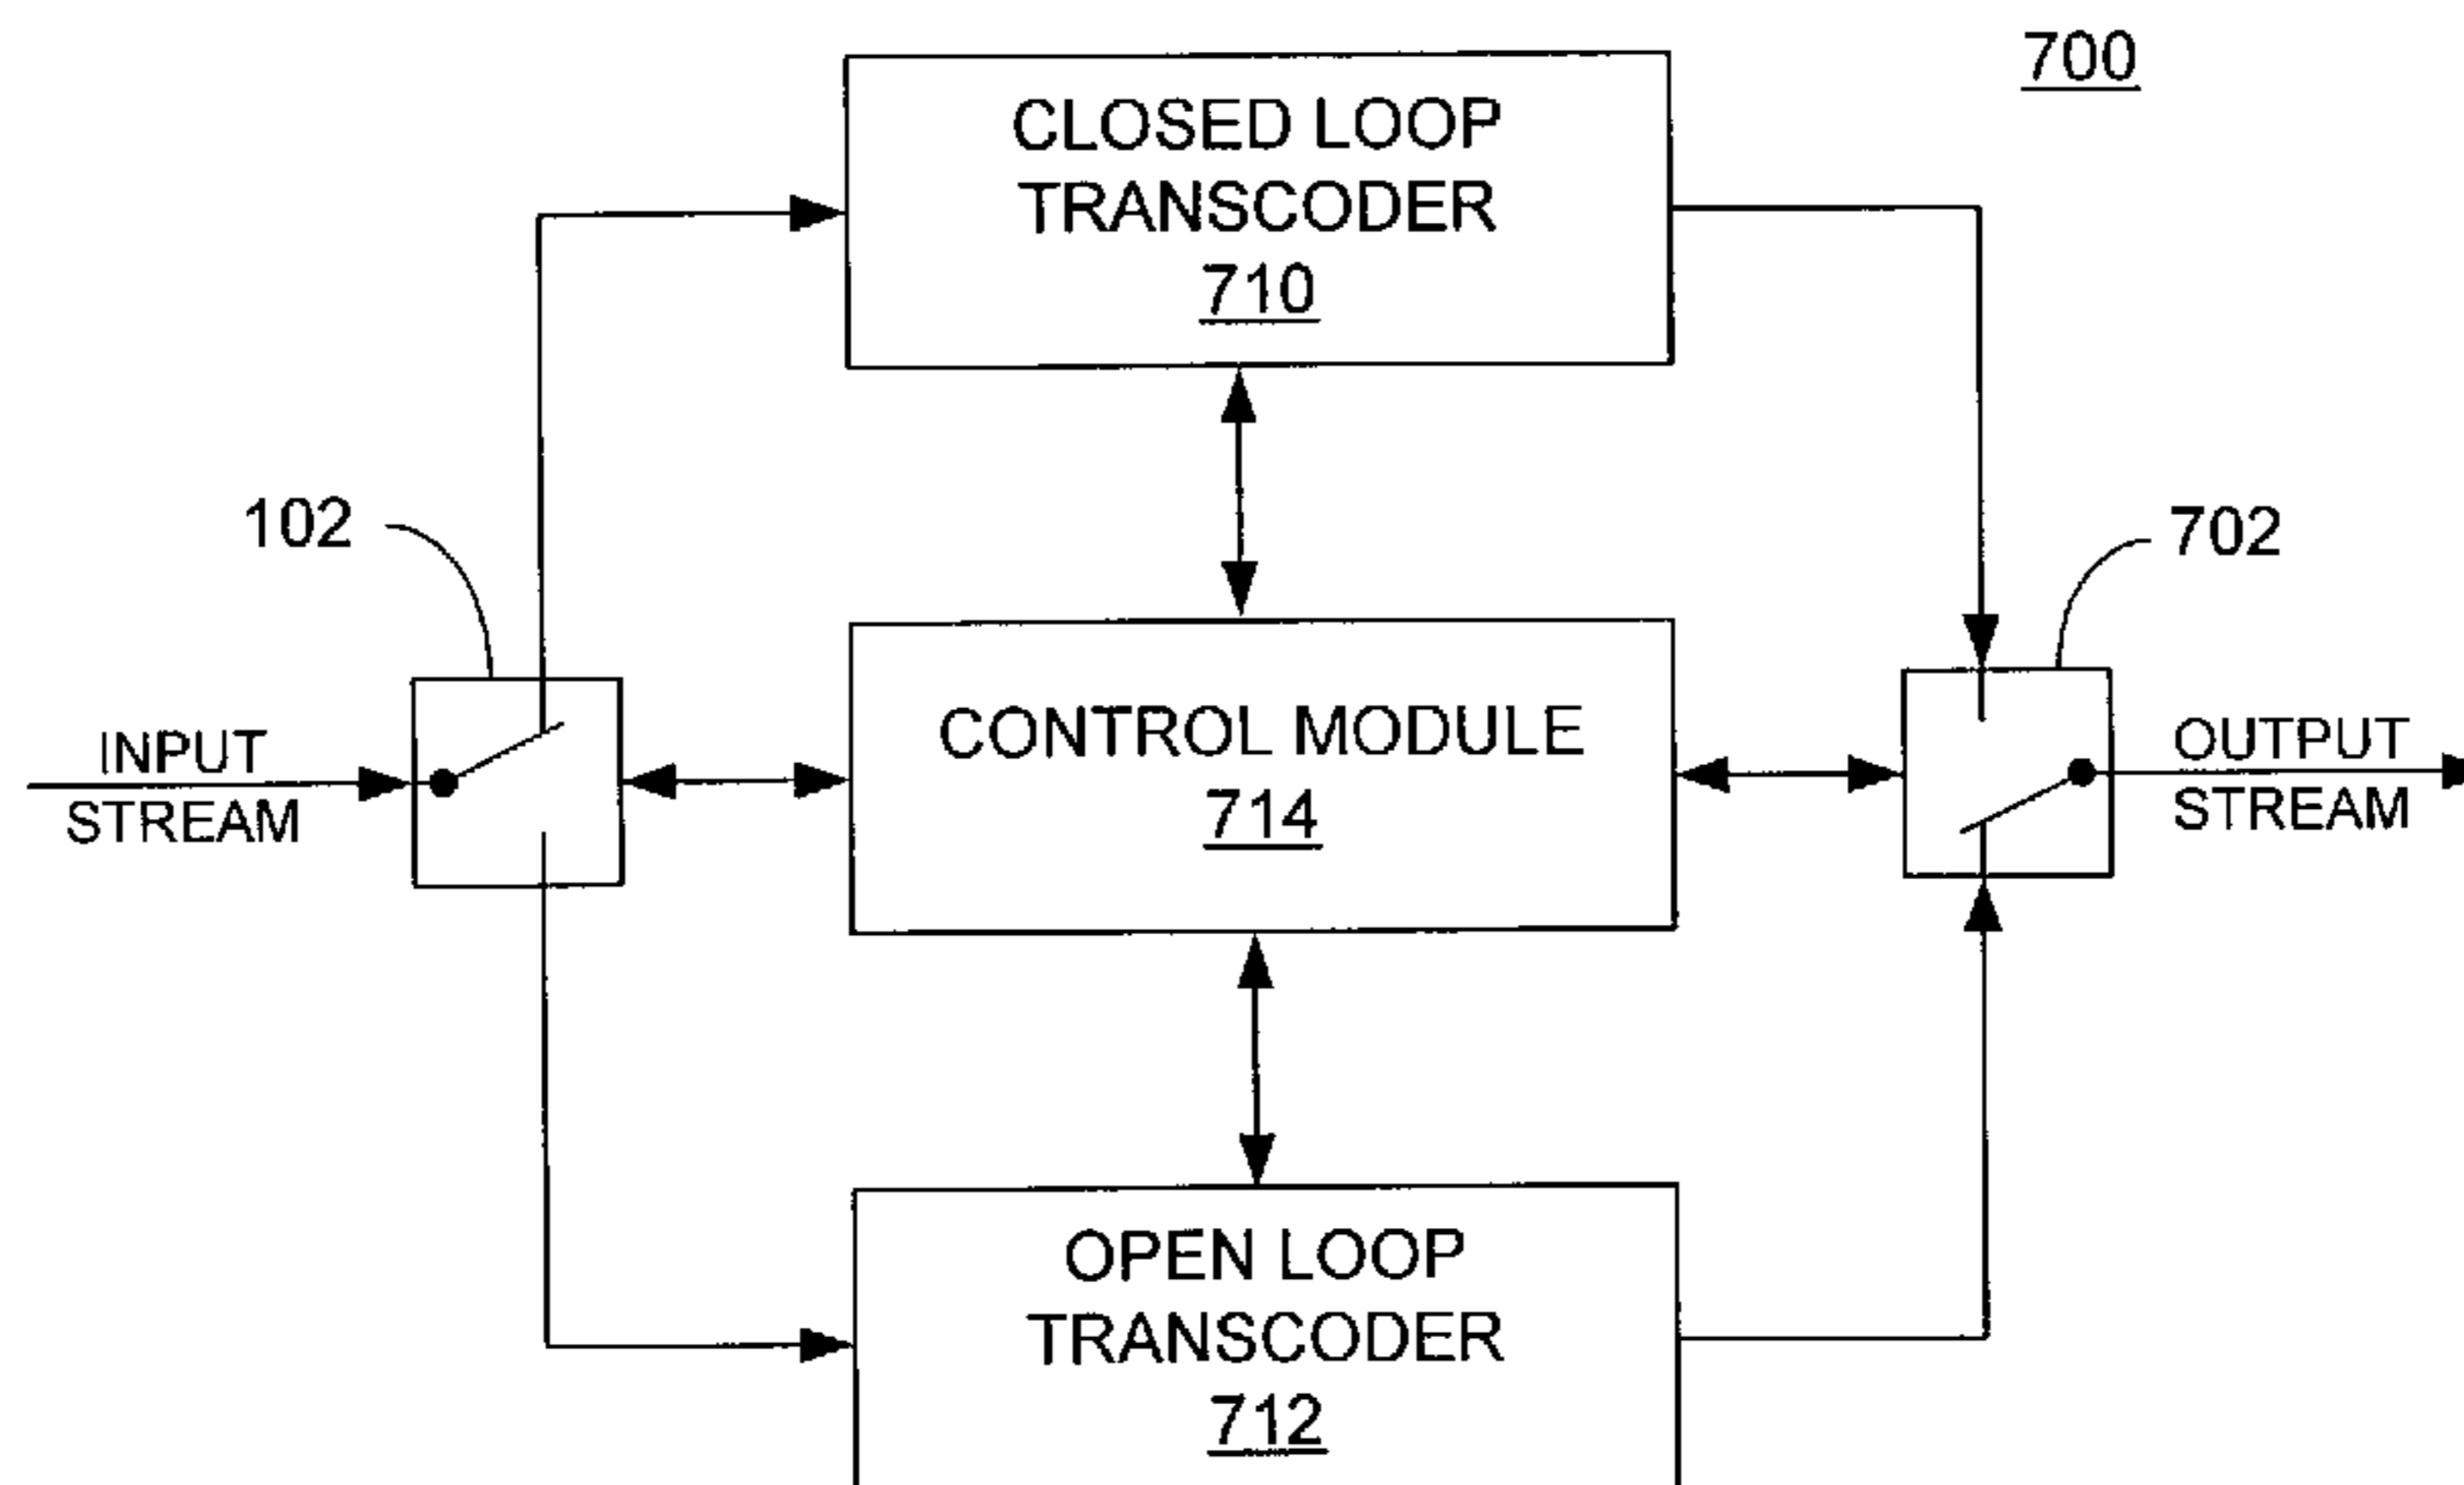 700
CLOSED LOOP
TRANSCODER
710
102
702
INPUT
STREAM
CONTROL MODULE
714
OUTPUT
STREAM
OPEN LOOP
TRANSCODER
712